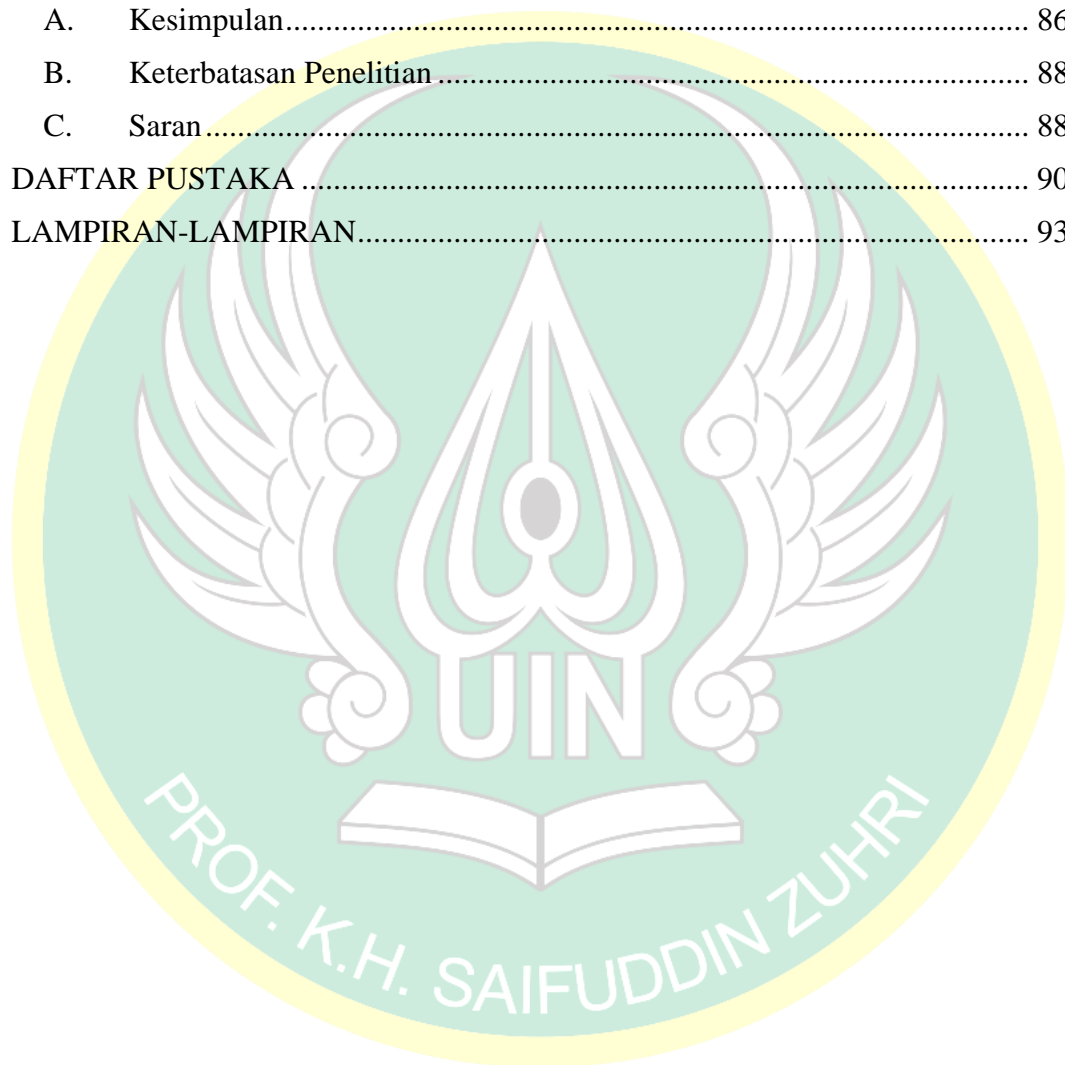 A. Kesimpulan.......................................................................................... 86
B. Keterbatasan Penelitian ...................................................................... 88
C. Saran ................................................................................................... 88
DAFTAR PUSTAKA ........................................................................................ 90
LAMPIRAN-LAMPIRAN................................................................................. 93
UIN
PROF. K.H. SAIFUDDIN ZUHRI